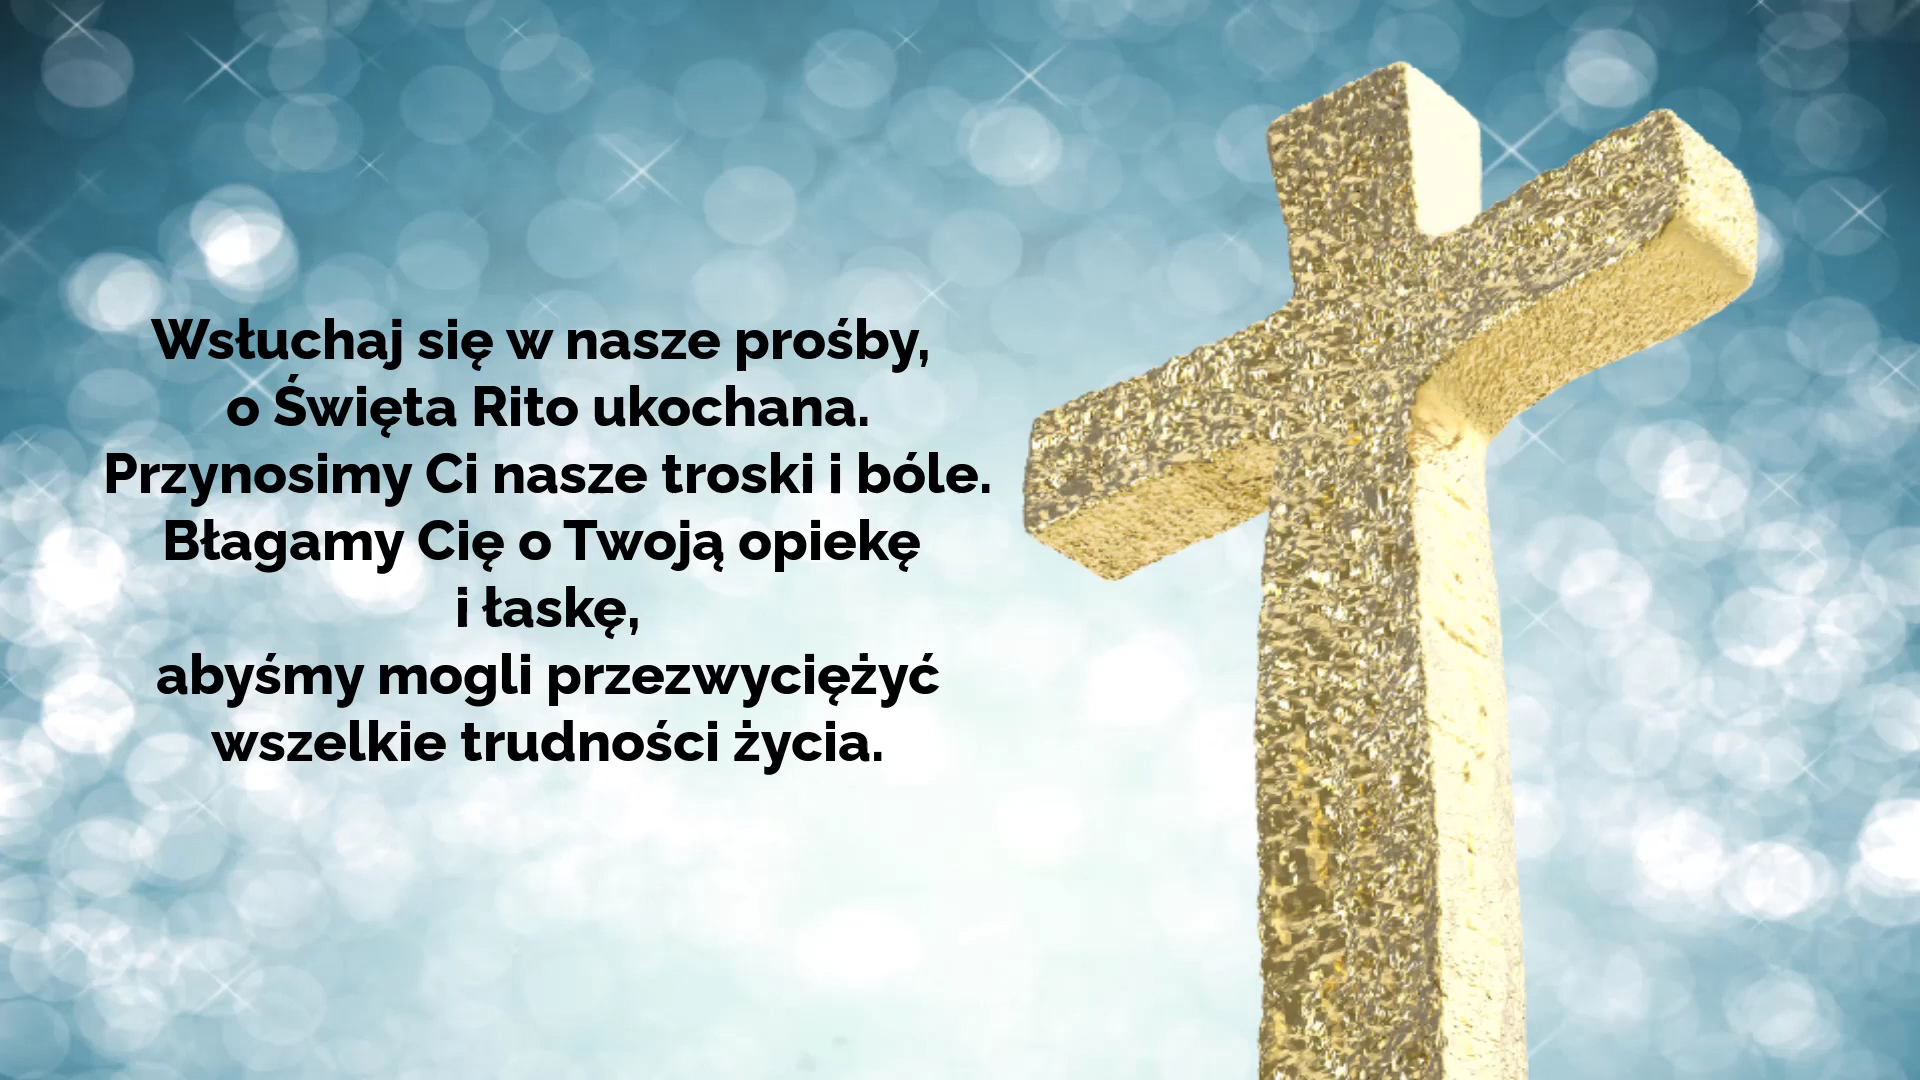 Wsłuchaj się w nasze prośby,
o Święta Rito ukochana.
Przynosimy Ci nasze troski i bóle.
Błagamy Cię o Twoją opiekę
i łaskę,
abyśmy mogli przezwyciężyć
wszelkie trudności życia.